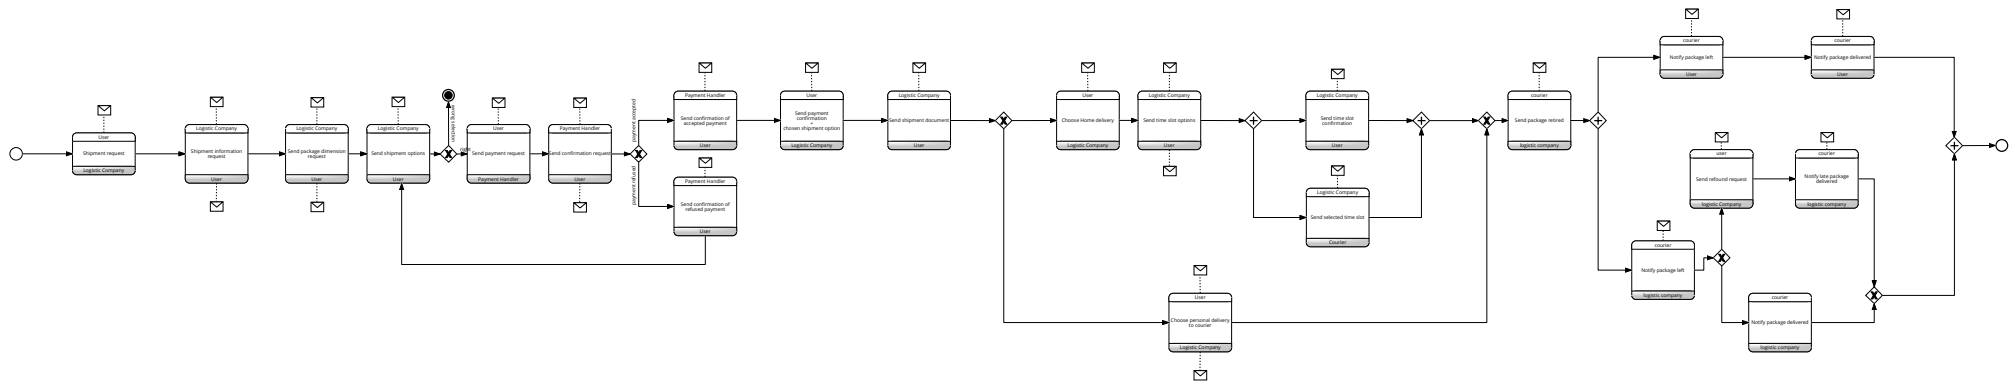 User
Shipment request
Logistic Company
Logistic Company
Shipment information
request
User
Logistic Company
Send package dimension
request
User
Logistic Company
Send shipment options
User
wrong selection
right
User
Send payment request
Payment Handler
Payment Handler
Send confirmation request
User
payment accepted
payment refused
Payment Handler
Send confirmation of
accepted payment
User
Payment Handler
Send confirmation of
refused payment
User
User
Send payment
confirmation
+
chosen shipment option
Logistic Company
Logistic Company
Send shipment document
User
User
Choose Home delivery
Logistic Company
Logistic Company
Send time slot options
User
Logistic Company
Send time slot
confirmation
User
Logistic Company
Send selected time slot
Courier
User
Choose personal delivery
to courier
Logistic Company
courier
Send package retired
logistic company
courier
Notify package left
User
courier
Notify package delivered
User
courier
Notify package left
logistic company
user
Send refound request
logistic Company
courier
Notify late package
delivered
logistic company
courier
Notify package delivered
logistic company